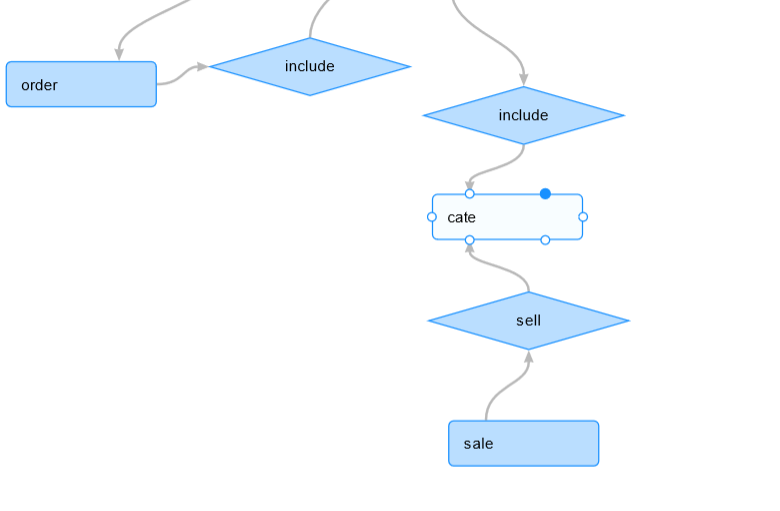 order
include
include
cate
sell
sale